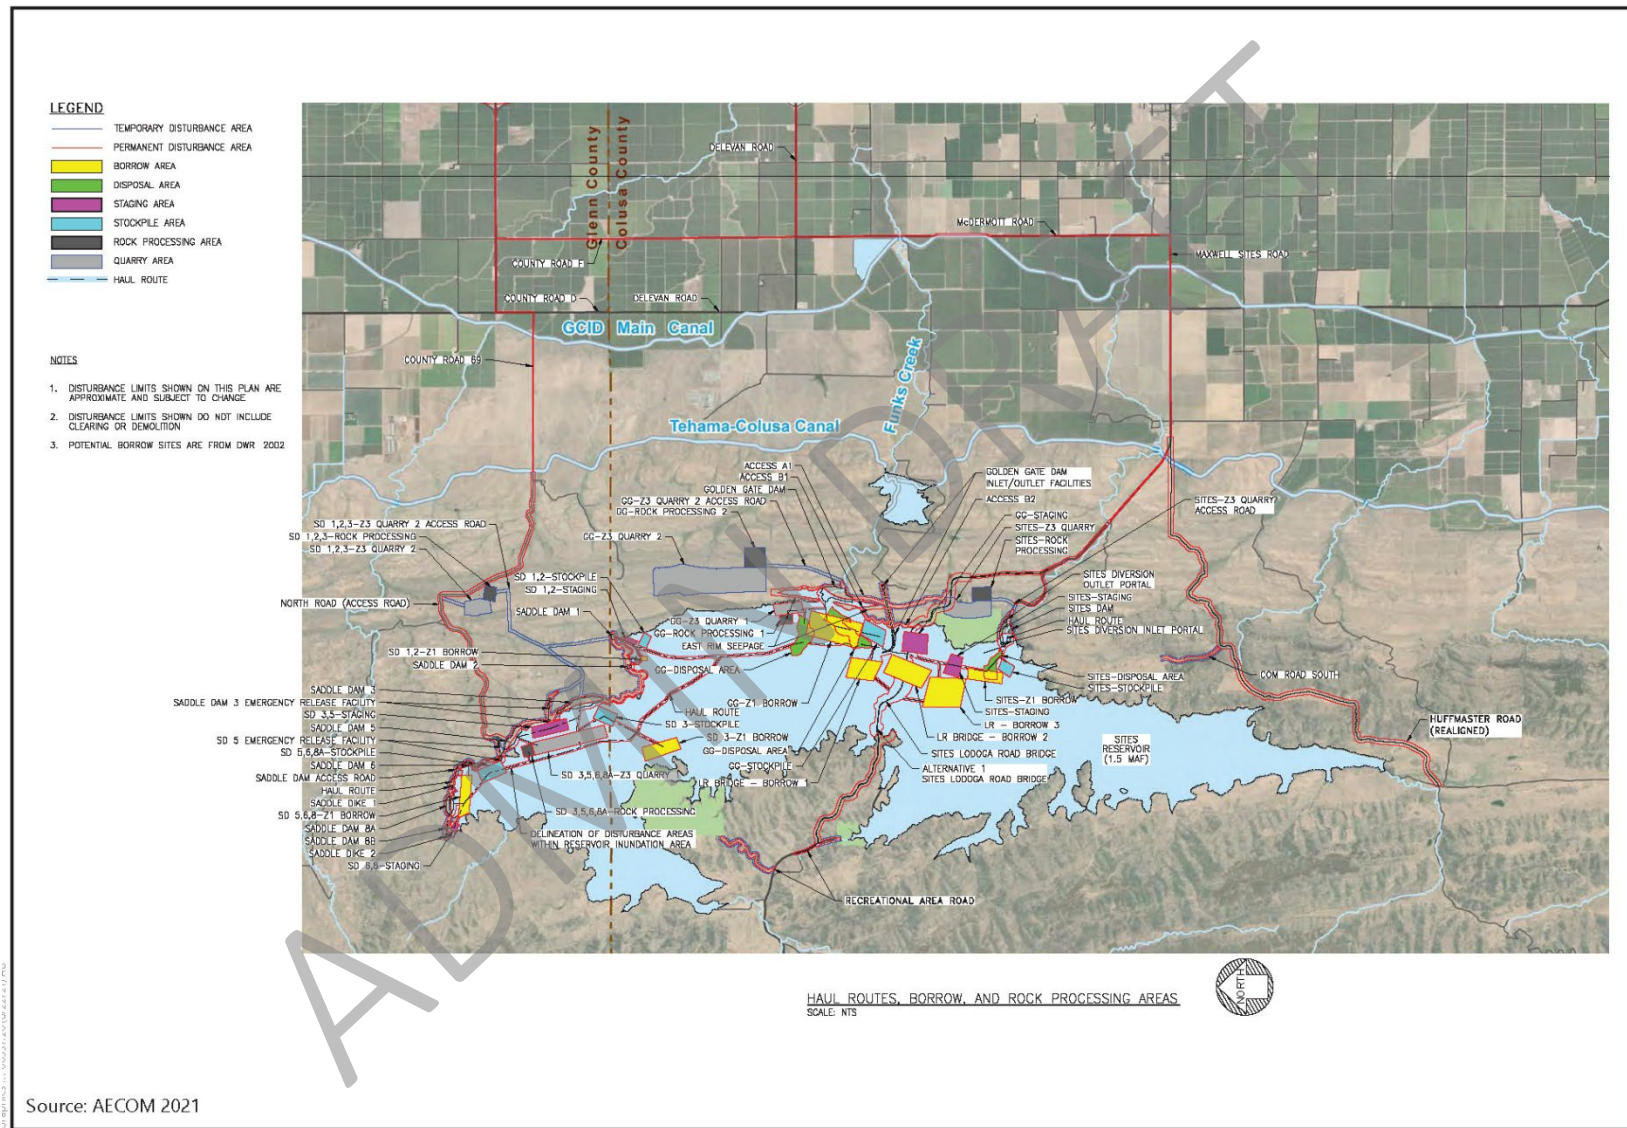 LEGEND
TEMPORARY DISTURBANCE AREA
PERMANENT DISTURBANCE AREA
BORROW AREA
DISPOSAL AREA
STAGING AREA
STOCKPILE AREA
ROCK PROCESSING AREA
QUARRY AREA
HAUL ROUTE
NOTES
1. DISTURBANCE LIMITS SHOWN ON THIS PLAN ARE
APPROXIMATE AND SUBJECT TO CHANGE
2. DISTURBANCE LIMITS SHOWN DO NOT INCLUDE
CLEARING OR DEMOLITION
3. POTENTIAL BORROW SITES ARE FROM DWR 2002
Glenn County
Colusa County
DELEVAN ROAD
McDERMOTT ROAD
MAXWELL SITES ROAD
COUNTY ROAD F
COUNTY ROAD D
DELEVAN ROAD
GCID Main Canal
COUNTY ROAD 69
Funks Creek
Tehama-Colusa Canal
ACCESS A1
ACCESS B1
GOLDEN GATE DAM
GG-Z3 QUARRY 2 ACCESS ROAD
GG-ROCK PROCESSING 2
GG-Z3 QUARRY 2
GOLDEN GATE DAM
INLET/OUTLET FACILITIES
ACCESS B2
GG-STAGING
SITES-Z3 QUARRY
SITES-ROCK
PROCESSING
SITES-Z3 QUARRY
ACCESS ROAD
SD 1,2,3-Z3 QUARRY 2 ACCESS ROAD
SD 1,2,3-ROCK PROCESSING
SD 1,2,3-Z3 QUARRY 2
SD 1,2-STOCKPILE
SD 1,2-STAGING
NORTH ROAD (ACCESS ROAD)
SADDLE DAM 1
SITES DIVERSION
OUTLET PORTAL
SITES-STAGING
SITES DAM
HAUL ROUTE
SITES DIVERSION INLET PORTAL
GG-Z3 QUARRY 1
GG-ROCK PROCESSING 1
EAST RIM SEEPAGE
GG-DISPOSAL AREA
SD 1,2-Z1 BORROW
SADDLE DAM 2
SADDLE DAM 3
SADDLE DAM 3 EMERGENCY RELEASE FACILITY
SD 3,5-STAGING
SADDLE DAM 5
SD 5 EMERGENCY RELEASE FACILITY
SD 5,6,8A-STOCKPILE
SADDLE DAM 6
SADDLE DAM ACCESS ROAD
HAUL ROUTE
SADDLE DIKE 1
SD 5,6,8-Z1 BORROW
SADDLE DAM 8A
SADDLE DAM 8B
SADDLE DIKE 2
HAUL ROUTE
SD 3-STOCKPILE
SD 3-Z1 BORROW
SD 3,5,6,8A-Z3 QUARRY
SD 3,5,6,8A-ROCK PROCESSING
DELINEATION OF DISTURBANCE AREAS
WITHIN RESERVOIR INUNDATION AREA
GG-Z1 BORROW
GG-DISPOSAL AREA
GG-STOCKPILE
LR BRIDGE - BORROW 1
SITES-DISPOSAL AREA
SITES-STOCKPILE
COM ROAD SOUTH
SITES-Z1 BORROW
SITES-STAGING
LR - BORROW 3
LR BRIDGE - BORROW 2
SITES LODOGA ROAD BRIDGE
ALTERNATIVE 1
SITES LODOGA ROAD BRIDGE
SITES
RESERVOIR
(1.5 MAF)
HUFFMASTER ROAD
(REALIGNED)
RECREATIONAL AREA ROAD
ADMIN DRAFT
HAUL ROUTES, BORROW, AND ROCK PROCESSING AREAS
SCALE: NTS
NORTH
Source: AECOM 2021